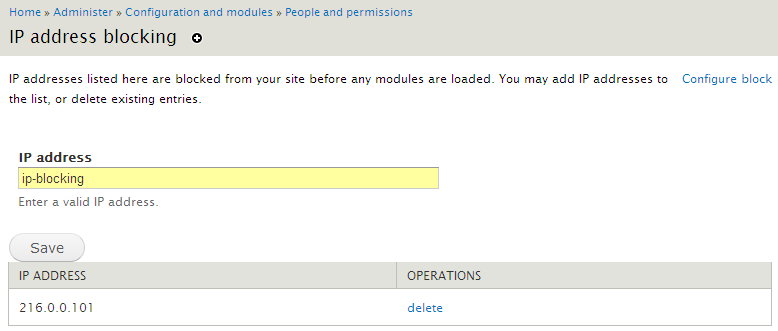 Home » Administer » Configuration and modules » People and permissions
IP address blocking
IP addresses listed here are blocked from your site before any modules are loaded. You may add IP addresses to
the list, or delete existing entries.
Configure block
IP address
ip-blocking
Enter a valid IP address.
Save
IP ADDRESS OPERATIONS
216.0.0.101 delete